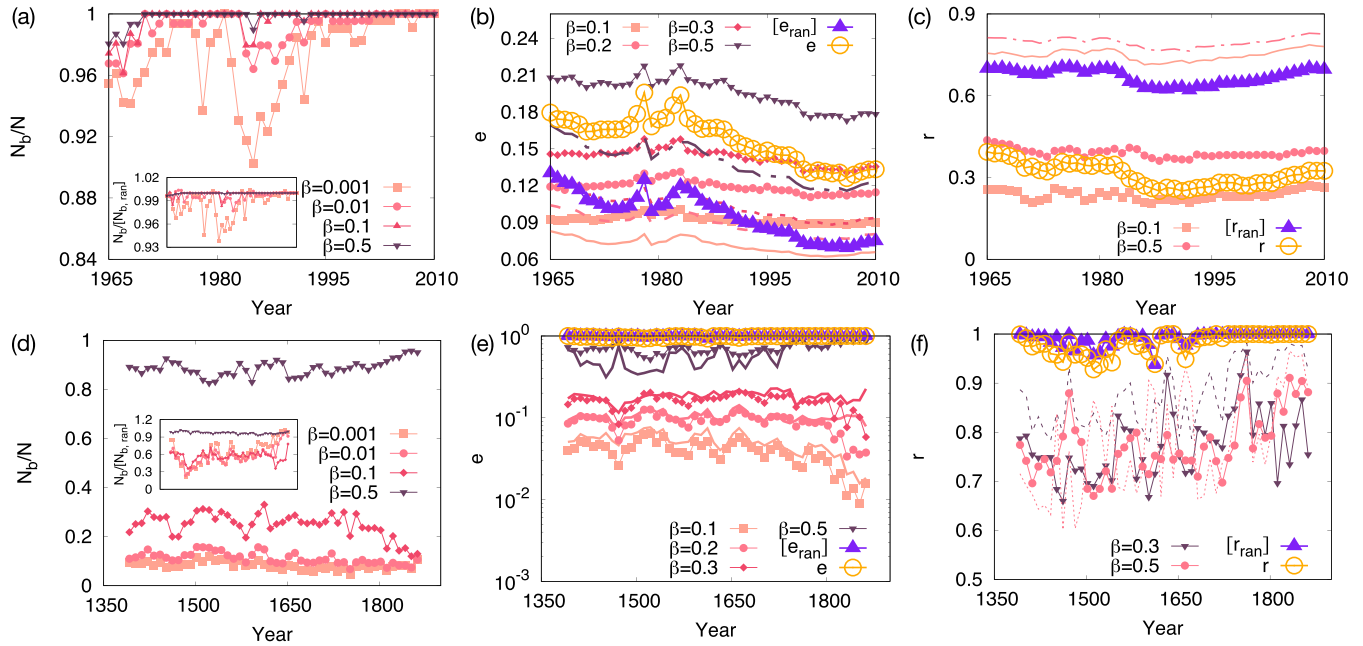 (a)
1
0.96
0.92
0.88
0.84
N_b/N
1.02
0.99
0.96
0.93
N_b/[N_{b, ran}]
β=0.001
β=0.01
β=0.1
β=0.5
1965 1980 1995 2010
Year
(b)
β=0.1 β=0.3 [e_ran]
β=0.2 β=0.5 e
0.24
0.21
0.18
0.15
0.12
0.09
0.06
e
1965 1980 1995 2010
Year
(c)
0.9
0.6
0.3
0
r
β=0.1 [r_ran]
β=0.5 r
1965 1980 1995 2010
Year
(d)
1
0.8
0.6
0.4
0.2
0
N_b/N
1.2
0.9
0.6
0.3
0
N_b/[N_{b, ran}]
β=0.001
β=0.01
β=0.1
β=0.5
1350 1500 1650 1800
Year
(e)
10^0
10^-1
10^-2
10^-3
e
β=0.1 β=0.5
β=0.2 [e_ran]
β=0.3 e
1350 1500 1650 1800
Year
(f)
1
0.9
0.8
0.7
0.6
0.5
r
β=0.3 [r_ran]
β=0.5 r
1350 1500 1650 1800
Year